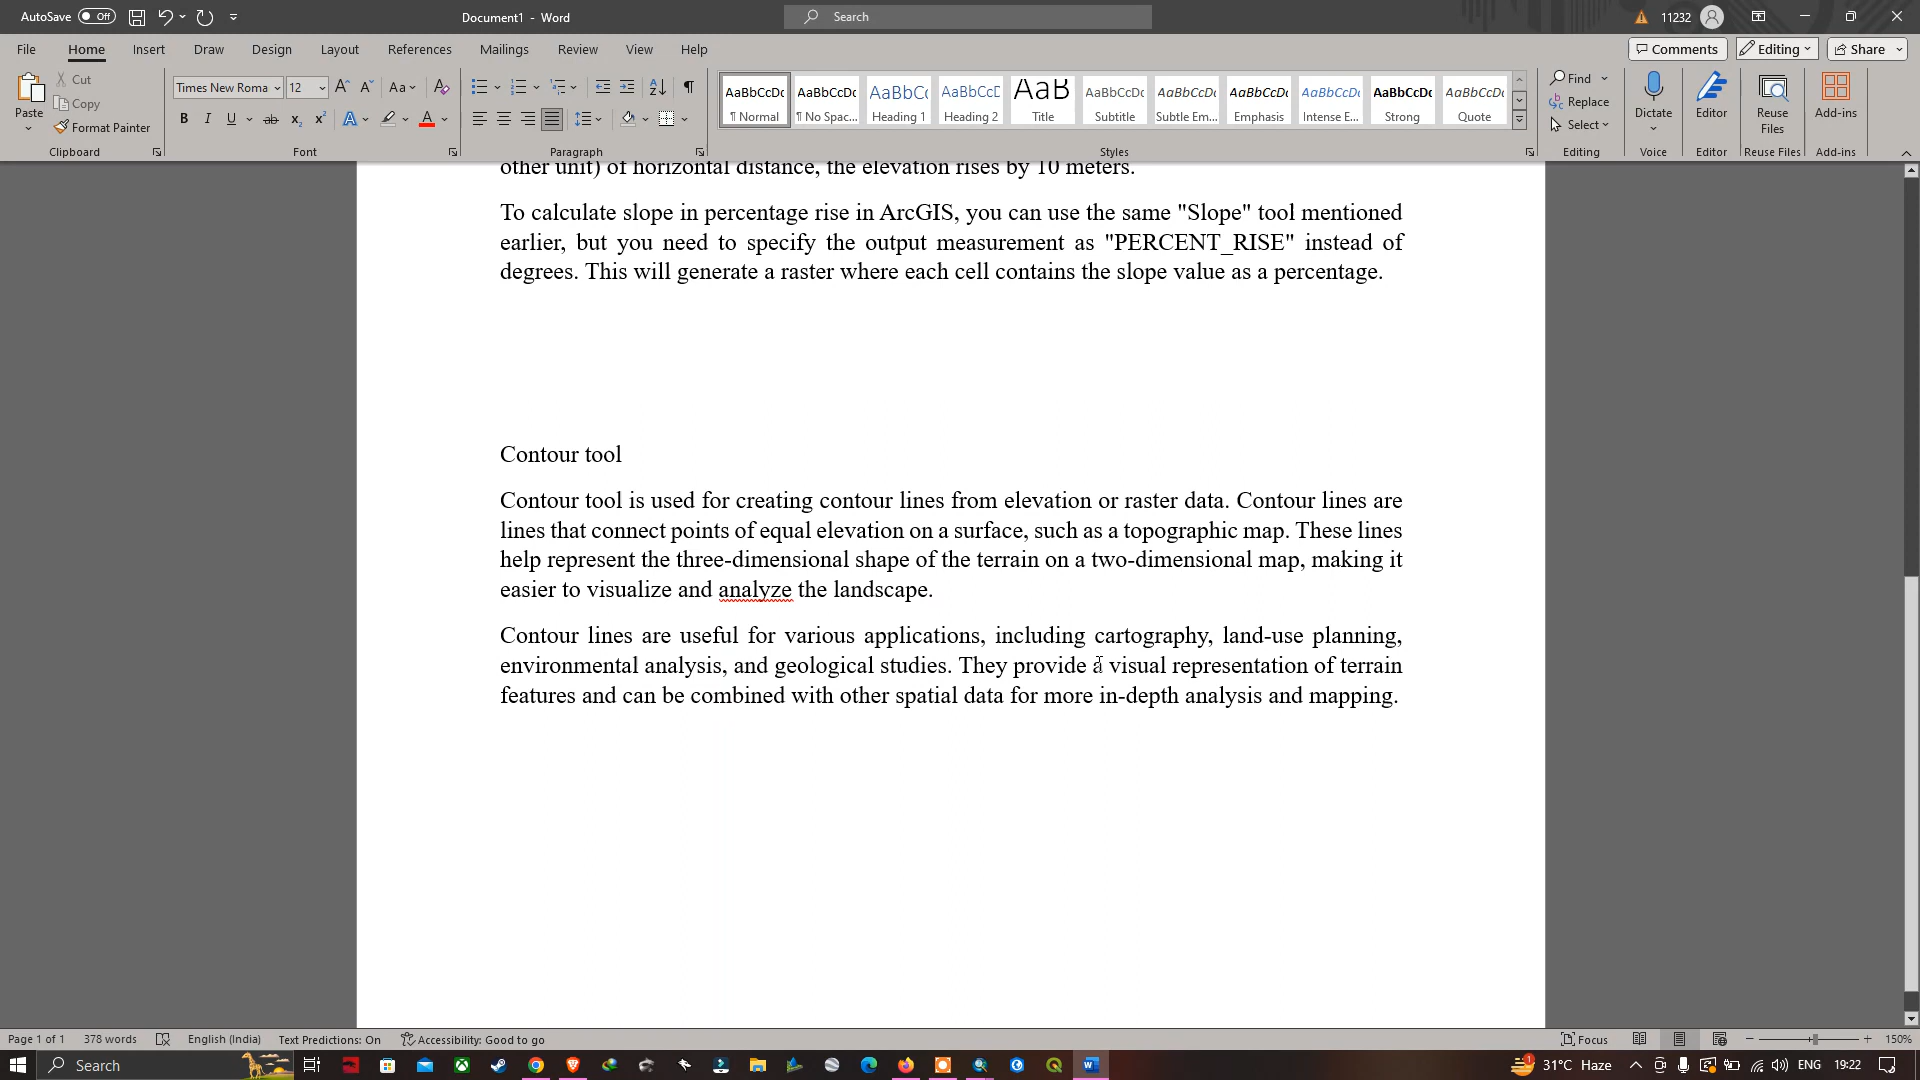 AutoSave Off Document1 - Word Search 11232
File Home Insert Draw Design Layout References Mailings Review View Help Comments Editing Share
Paste Cut Copy Format Painter Clipboard
Times New Roma 12 Aa Font
Paragraph
AaBbCcDc ¶ Normal
AaBbCcDc ¶ No Spac...
AaBbC( Heading 1
AaBbCcE Heading 2
AaB Title
AaBbCcDc Subtitle
AaBbCcDc Subtle Em...
AaBbCcDc Emphasis
AaBbCcDc Intense E...
AaBbCcDc Strong
AaBbCcDc Quote
Styles
Find Replace Select Editing
Dictate Voice
Editor Editor
Reuse Files Reuse Files
Add-ins Add-ins
other unit) of horizontal distance, the elevation rises by 10 meters.
To calculate slope in percentage rise in ArcGIS, you can use the same "Slope" tool mentioned
earlier, but you need to specify the output measurement as "PERCENT_RISE" instead of
degrees. This will generate a raster where each cell contains the slope value as a percentage.
Contour tool
Contour tool is used for creating contour lines from elevation or raster data. Contour lines are
lines that connect points of equal elevation on a surface, such as a topographic map. These lines
help represent the three-dimensional shape of the terrain on a two-dimensional map, making it
easier to visualize and analyze the landscape.
Contour lines are useful for various applications, including cartography, land-use planning,
environmental analysis, and geological studies. They provide a visual representation of terrain
features and can be combined with other spatial data for more in-depth analysis and mapping.
Page 1 of 1 378 words English (India) Text Predictions: On Accessibility: Good to go Focus 150%
Search 31°C Haze ENG 19:22